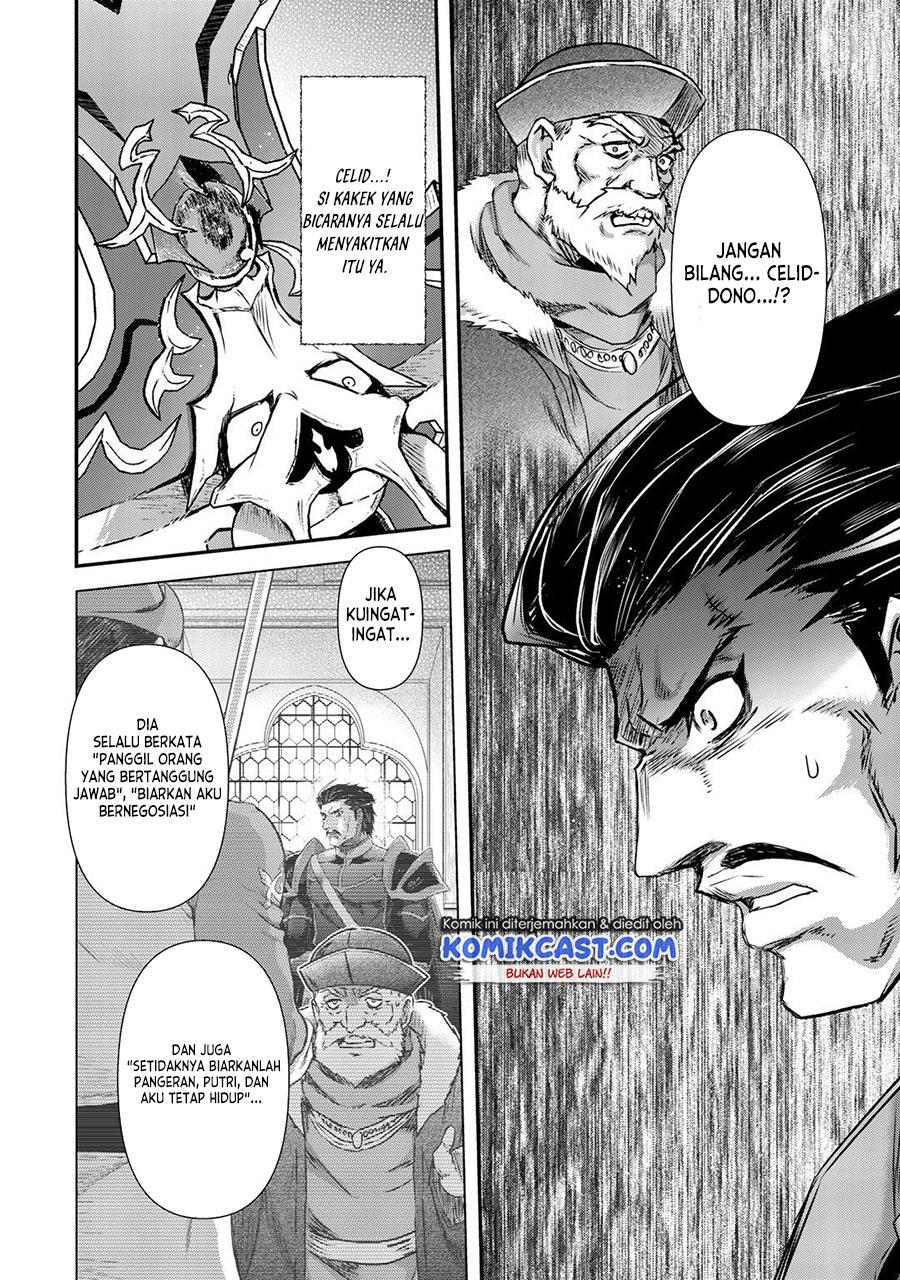 JANGAN
BILANG... CELID-
DONO...!?
CELID...!
SI KAKEK YANG
BICARANYA SELALU
MENYAKITKAN
ITU YA.
JIKA
KUINGAT-
INGAT...
DIA
SELALU BERKATA
"PANGGIL ORANG
YANG BERTANGGUNG
JAWAB", "BIARKAN AKU
BERNEGOSIASI"
DAN JUGA
"SETIDAKNYA BIARKANLAH
PANGERAN, PUTRI, DAN
AKU TETAP HIDUP"...
Komik ini diterjemahkan & diedit oleh
KOMIKCAST.COM
BUKAN WEB LAIN!!